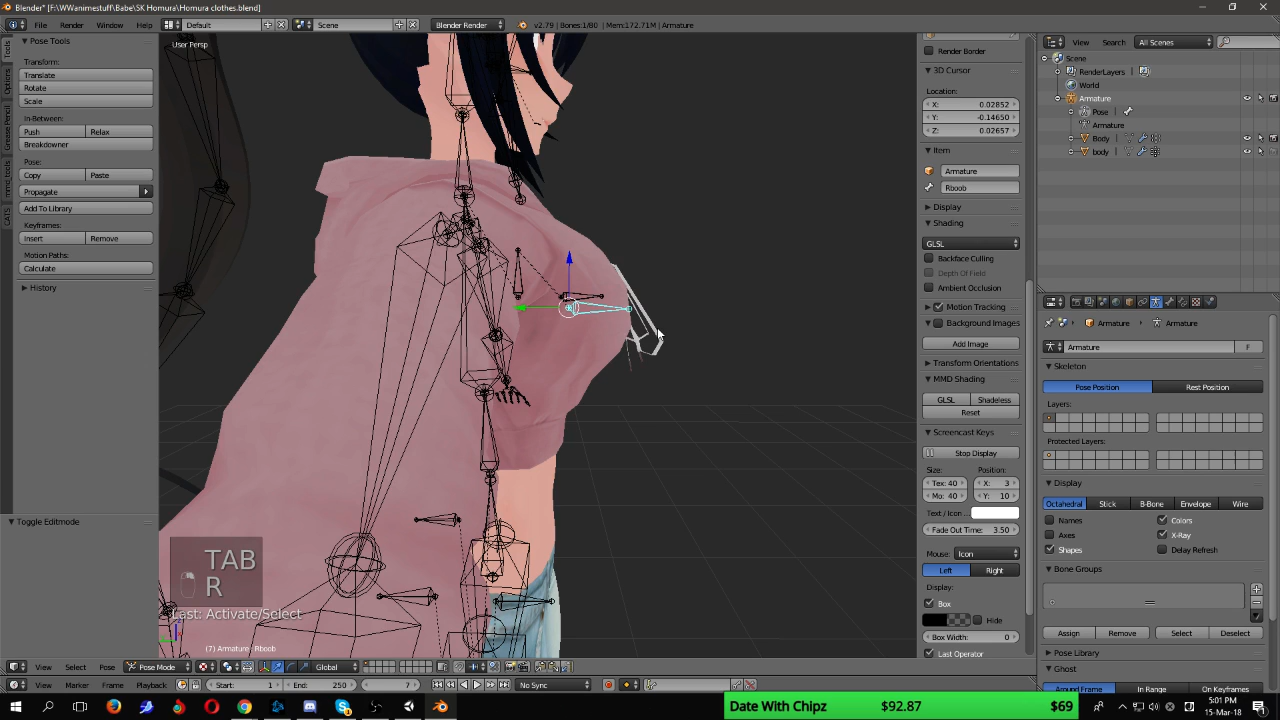 Blender* [F:\WWanimestuff\Babe\SK Homura\Homura clothes.blend]
File Render Window Help Default Scene Blender Render v2.79 | Bones:1/80 | Mem:172.71M | Armature
Pose Tools
Transform:
Translate
Rotate
Scale
In-Between:
Push Relax
Breakdowner
Pose:
Copy Paste
Propagate
Add To Library
Keyframes:
Insert Remove
Motion Paths:
Calculate
History
Tools
Options
Grease Pencil
mmd_tools
CATS
Toggle Editmode
User Persp
TAB
R
Last: Activate/Select
(7) Armature : Rboob
View Select Pose Pose Mode Global
Render Border
3D Cursor
Location:
X: 0.02852
Y: -0.14650
Z: 0.02657
Item
Armature
Rboob
Display
Shading
GLSL
Backface Culling
Depth Of Field
Ambient Occlusion
Motion Tracking
Background Images
Add Image
Transform Orientations
MMD Shading
GLSL Shadeless
Reset
Screencast Keys
Stop Display
Size: Position:
Tex: 40 X: 3
Mo: 40 Y: 10
Text / Icon ...
Fade Out Time: 3.50
Mouse: Icon
Left Right
Display:
Box
Hide
Box Width: 0
Last Operator
View Search All Scenes
Scene
RenderLayers
World
Armature
Pose
Armature
Body
body
Armature Armature
Armature F
Skeleton
Pose Position Rest Position
Layers:
Protected Layers:
Display
Octahedral Stick B-Bone Envelope Wire
Names Colors
Axes X-Ray
Shapes Delay Refresh
Bone Groups
Assign Remove Select Deselect
Pose Library
Ghost
Around Frame In Range On Keyframes
View Marker Frame Playback Start: 1 End: 250 7 No Sync
Date With Chipz $92.87 $69
5:01 PM
15-Mar-18